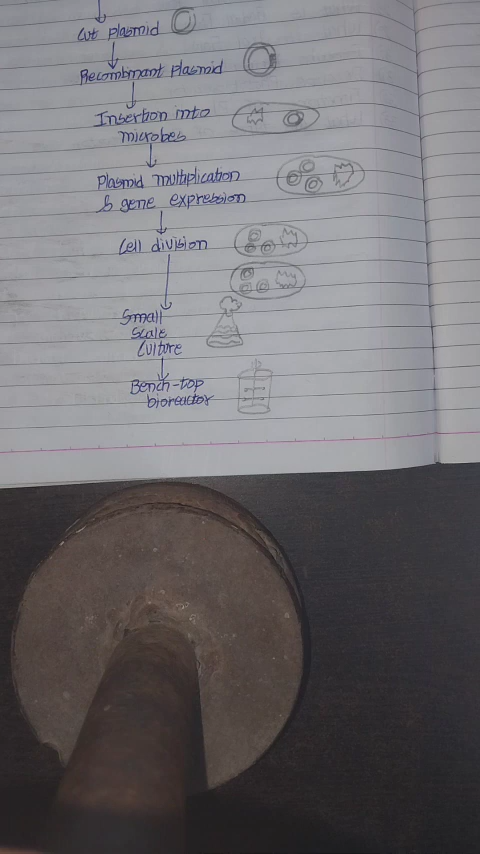 Cut plasmid
Recombinant plasmid
Insertion into
microbes
Plasmid multiplication
& gene expression
Cell division
Small
Scale
Culture
Bench-top
bioreactor